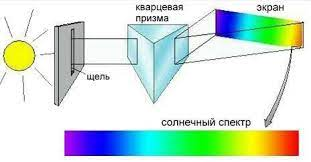 кварцевая
призма
экран
щель
солнечный спектр